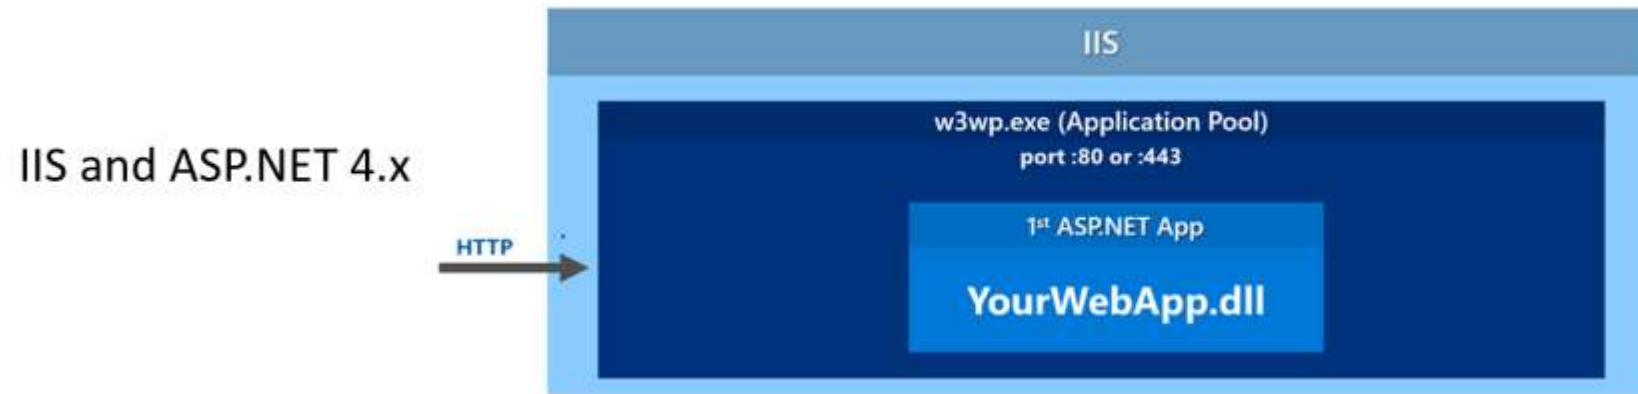 IIS
w3wp.exe (Application Pool)
port :80 or :443
IIS and ASP.NET 4.x
HTTP
1st ASP.NET App
YourWebApp.dll